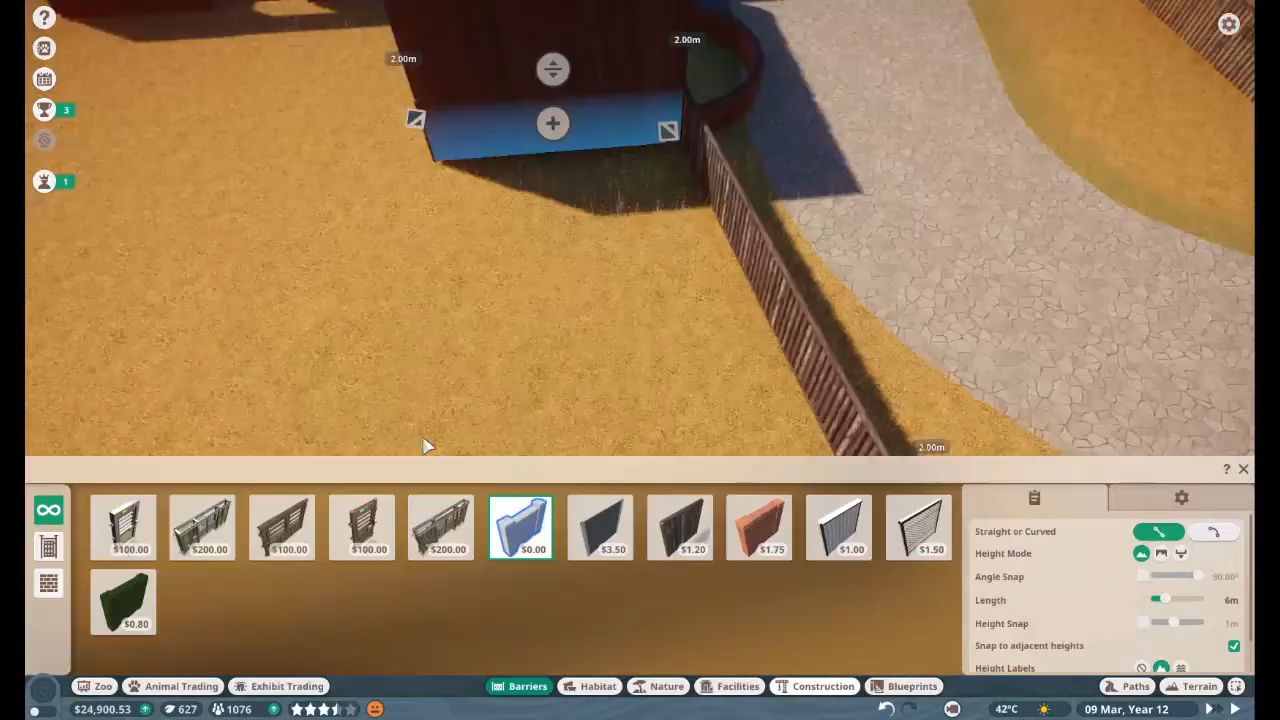 ?
2.00m
2.00m
3
1
2.00m
?
$100.00
$200.00
$100.00
$100.00
$200.00
$0.00
$3.50
$1.20
$1.75
$1.00
$1.50
$0.80
Straight or Curved
Height Mode
Angle Snap 90.00°
Length 6m
Height Snap 1m
Snap to adjacent heights
Height Labels
Zoo Animal Trading Exhibit Trading Barriers Habitat Nature Facilities Construction Blueprints Paths Terrain
$24,900.53 627 1076 42°C 09 Mar, Year 12